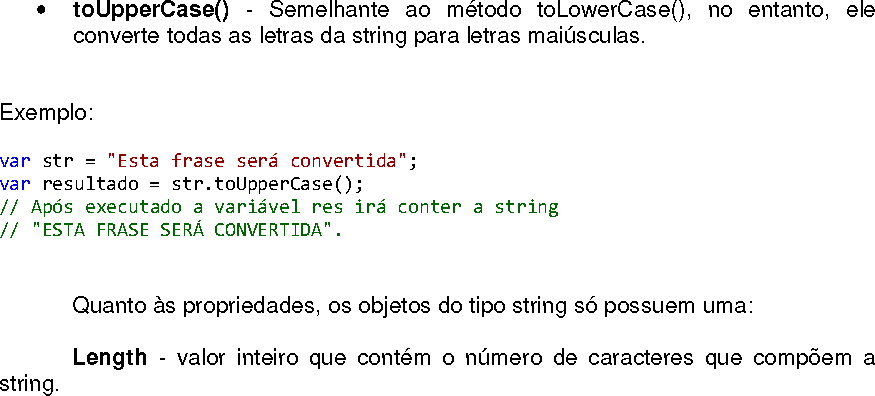 • toUpperCase() - Semelhante ao método toLowerCase(), no entanto, ele
converte todas as letras da string para letras maiúsculas.
Exemplo:
var str = "Esta frase será convertida";
var resultado = str.toUpperCase();
// Após executado a variável res irá conter a string
// "ESTA FRASE SERÁ CONVERTIDA".
Quanto às propriedades, os objetos do tipo string só possuem uma:
Length - valor inteiro que contém o número de caracteres que compõem a
string.